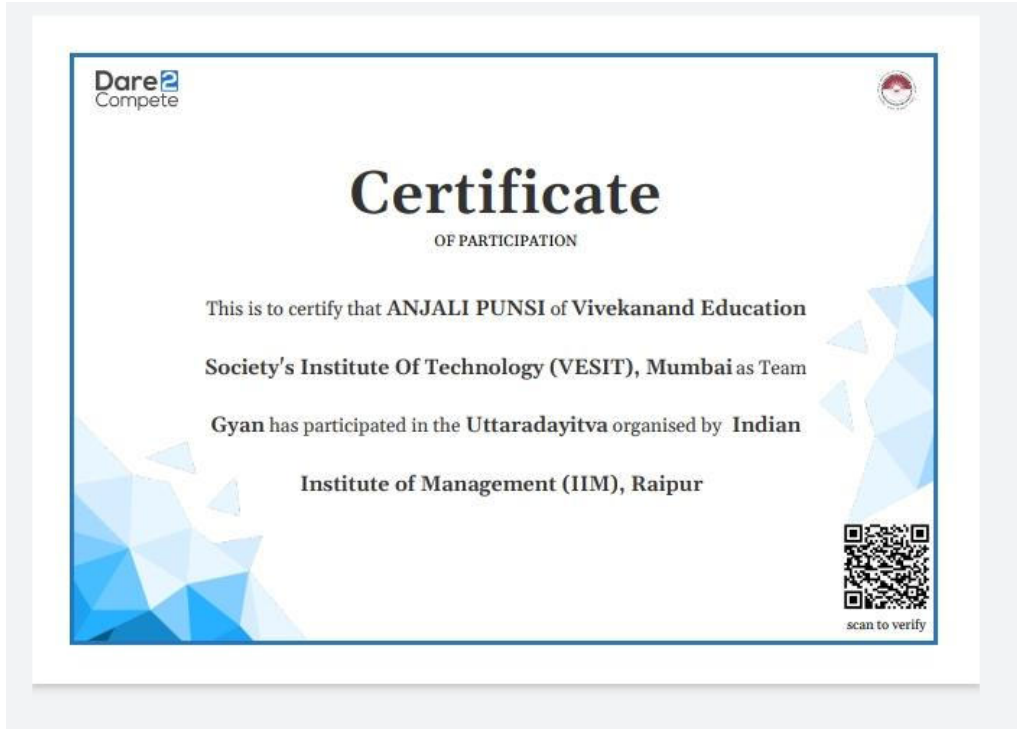 Dare2
Compete
Certificate
OF PARTICIPATION
This is to certify that ANJALI PUNSI of Vivekanand Education
Society's Institute Of Technology (VESIT), Mumbai as Team
Gyan has participated in the Uttaradayitva organised by Indian
Institute of Management (IIM), Raipur
scan to verify